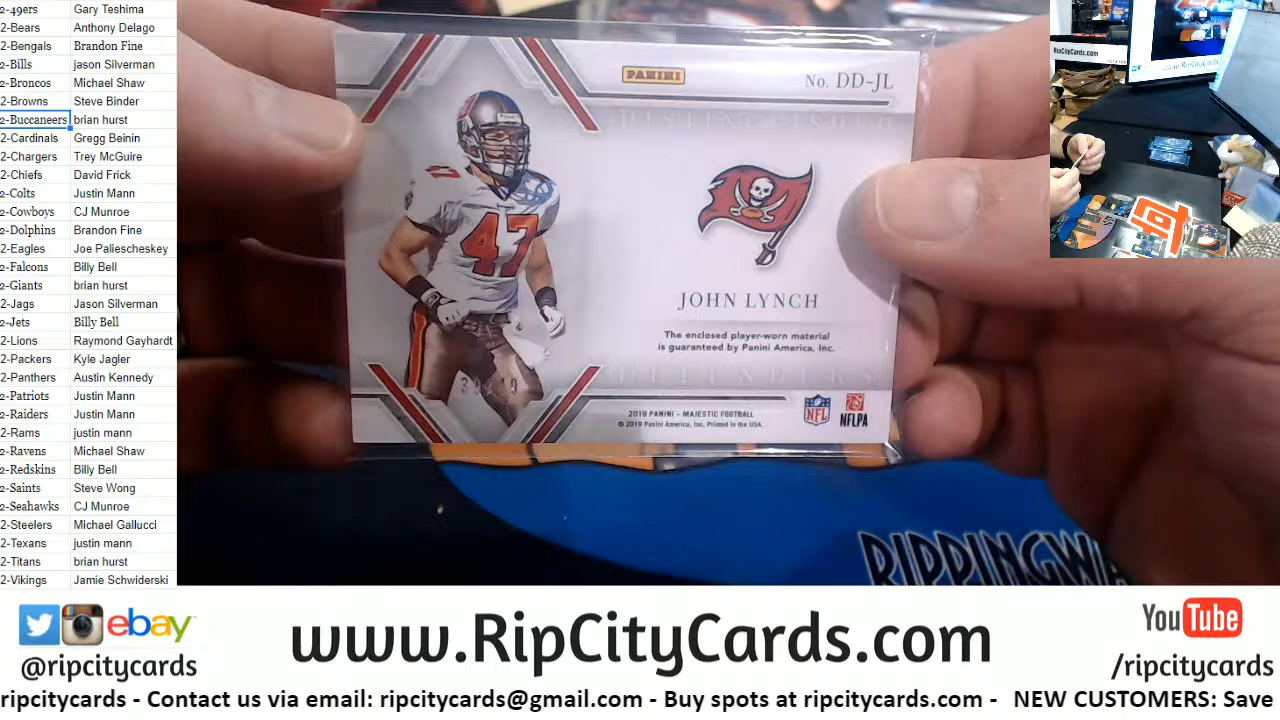 2-49ers Gary Teshima
2-Bears Anthony Delago
2-Bengals Brandon Fine
2-Bills jason Silverman
2-Broncos Michael Shaw
2-Browns Steve Binder
2-Buccaneers brian hurst
2-Cardinals Gregg Beinin
2-Chargers Trey McGuire
2-Chiefs David Frick
2-Colts Justin Mann
2-Cowboys CJ Munroe
2-Dolphins Brandon Fine
2-Eagles Joe Paliescheskey
2-Falcons Billy Bell
2-Giants brian hurst
2-Jags Jason Silverman
2-Jets Billy Bell
2-Lions Raymond Gayhardt
2-Packers Kyle Jagler
2-Panthers Austin Kennedy
2-Patriots Justin Mann
2-Raiders Justin Mann
2-Rams justin mann
2-Ravens Michael Shaw
2-Redskins Billy Bell
2-Saints Steve Wong
2-Seahawks CJ Munroe
2-Steelers Michael Gallucci
2-Texans justin mann
2-Titans brian hurst
2-Vikings Jamie Schwiderski
PANINI
No. DD-JL
DISTINGUISHED
47
JOHN LYNCH
The enclosed player-worn material
is guaranteed by Panini America, Inc.
DEFENDERS
2019 PANINI – MAJESTIC FOOTBALL
© 2019 Panini America, Inc. Printed in the USA.
NFL
NFLPA
RipCityCards.com
www.RipCity
RIPPINGWA
ebay
@ripcitycards
www.RipCityCards.com
YouTube
/ripcitycards
ripcitycards - Contact us via email: ripcitycards@gmail.com - Buy spots at ripcitycards.com - NEW CUSTOMERS: Save